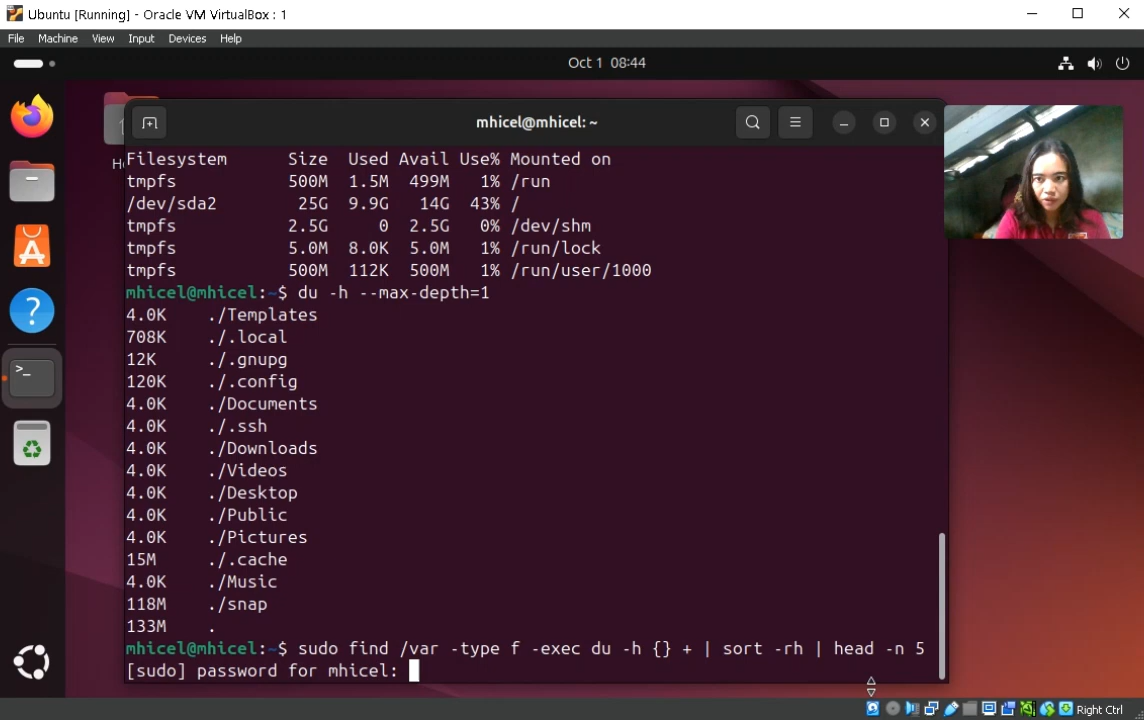 Ubuntu [Running] - Oracle VM VirtualBox : 1
File Machine View Input Devices Help
Oct 1 08:44
mhicel@mhicel: ~
Filesystem Size Used Avail Use% Mounted on
tmpfs 500M 1.5M 499M 1% /run
/dev/sda2 25G 9.9G 14G 43% /
tmpfs 2.5G 0 2.5G 0% /dev/shm
tmpfs 5.0M 8.0K 5.0M 1% /run/lock
tmpfs 500M 112K 500M 1% /run/user/1000
mhicel@mhicel:~$ du -h --max-depth=1
4.0K ./Templates
708K ./.local
12K ./.gnupg
120K ./.config
4.0K ./Documents
4.0K ./.ssh
4.0K ./Downloads
4.0K ./Videos
4.0K ./Desktop
4.0K ./Public
4.0K ./Pictures
15M ./.cache
4.0K ./Music
118M ./snap
133M .
mhicel@mhicel:~$ sudo find /var -type f -exec du -h {} + | sort -rh | head -n 5
[sudo] password for mhicel:
Right Ctrl